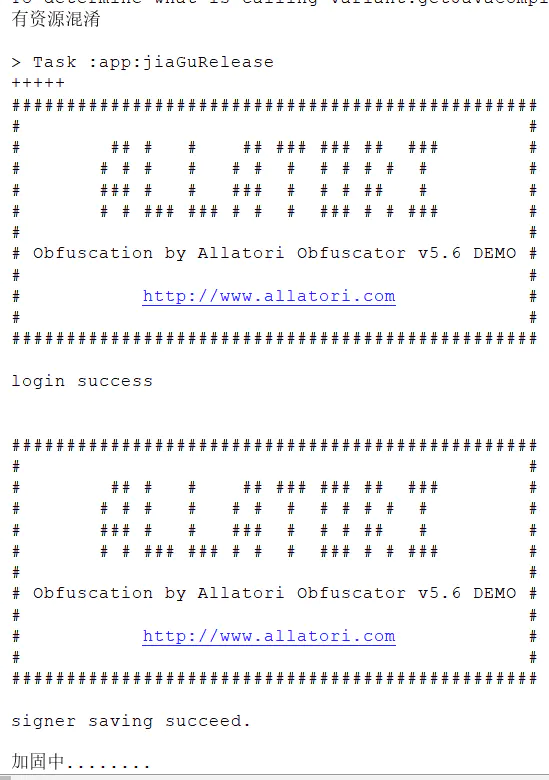 To determine what is calling variant.getJavaCompil
有资源混淆
> Task :app:jiaGuRelease
+++++
################################################
#                                              #
#        ## #   #    ## ### ### ##  ###        #
#       # # #   #   # #  #  # # # #  #         #
#       ### #   #   ###  #  # # ##   #         #
#       # # ### ### # #  #  ### # # ###        #
#                                              #
# Obfuscation by Allatori Obfuscator v5.6 DEMO #
#                                              #
#           http://www.allatori.com            #
#                                              #
################################################
login success
################################################
#                                              #
#        ## #   #    ## ### ### ##  ###        #
#       # # #   #   # #  #  # # # #  #         #
#       ### #   #   ###  #  # # ##   #         #
#       # # ### ### # #  #  ### # # ###        #
#                                              #
# Obfuscation by Allatori Obfuscator v5.6 DEMO #
#                                              #
#           http://www.allatori.com            #
#                                              #
################################################
signer saving succeed.
加固中........